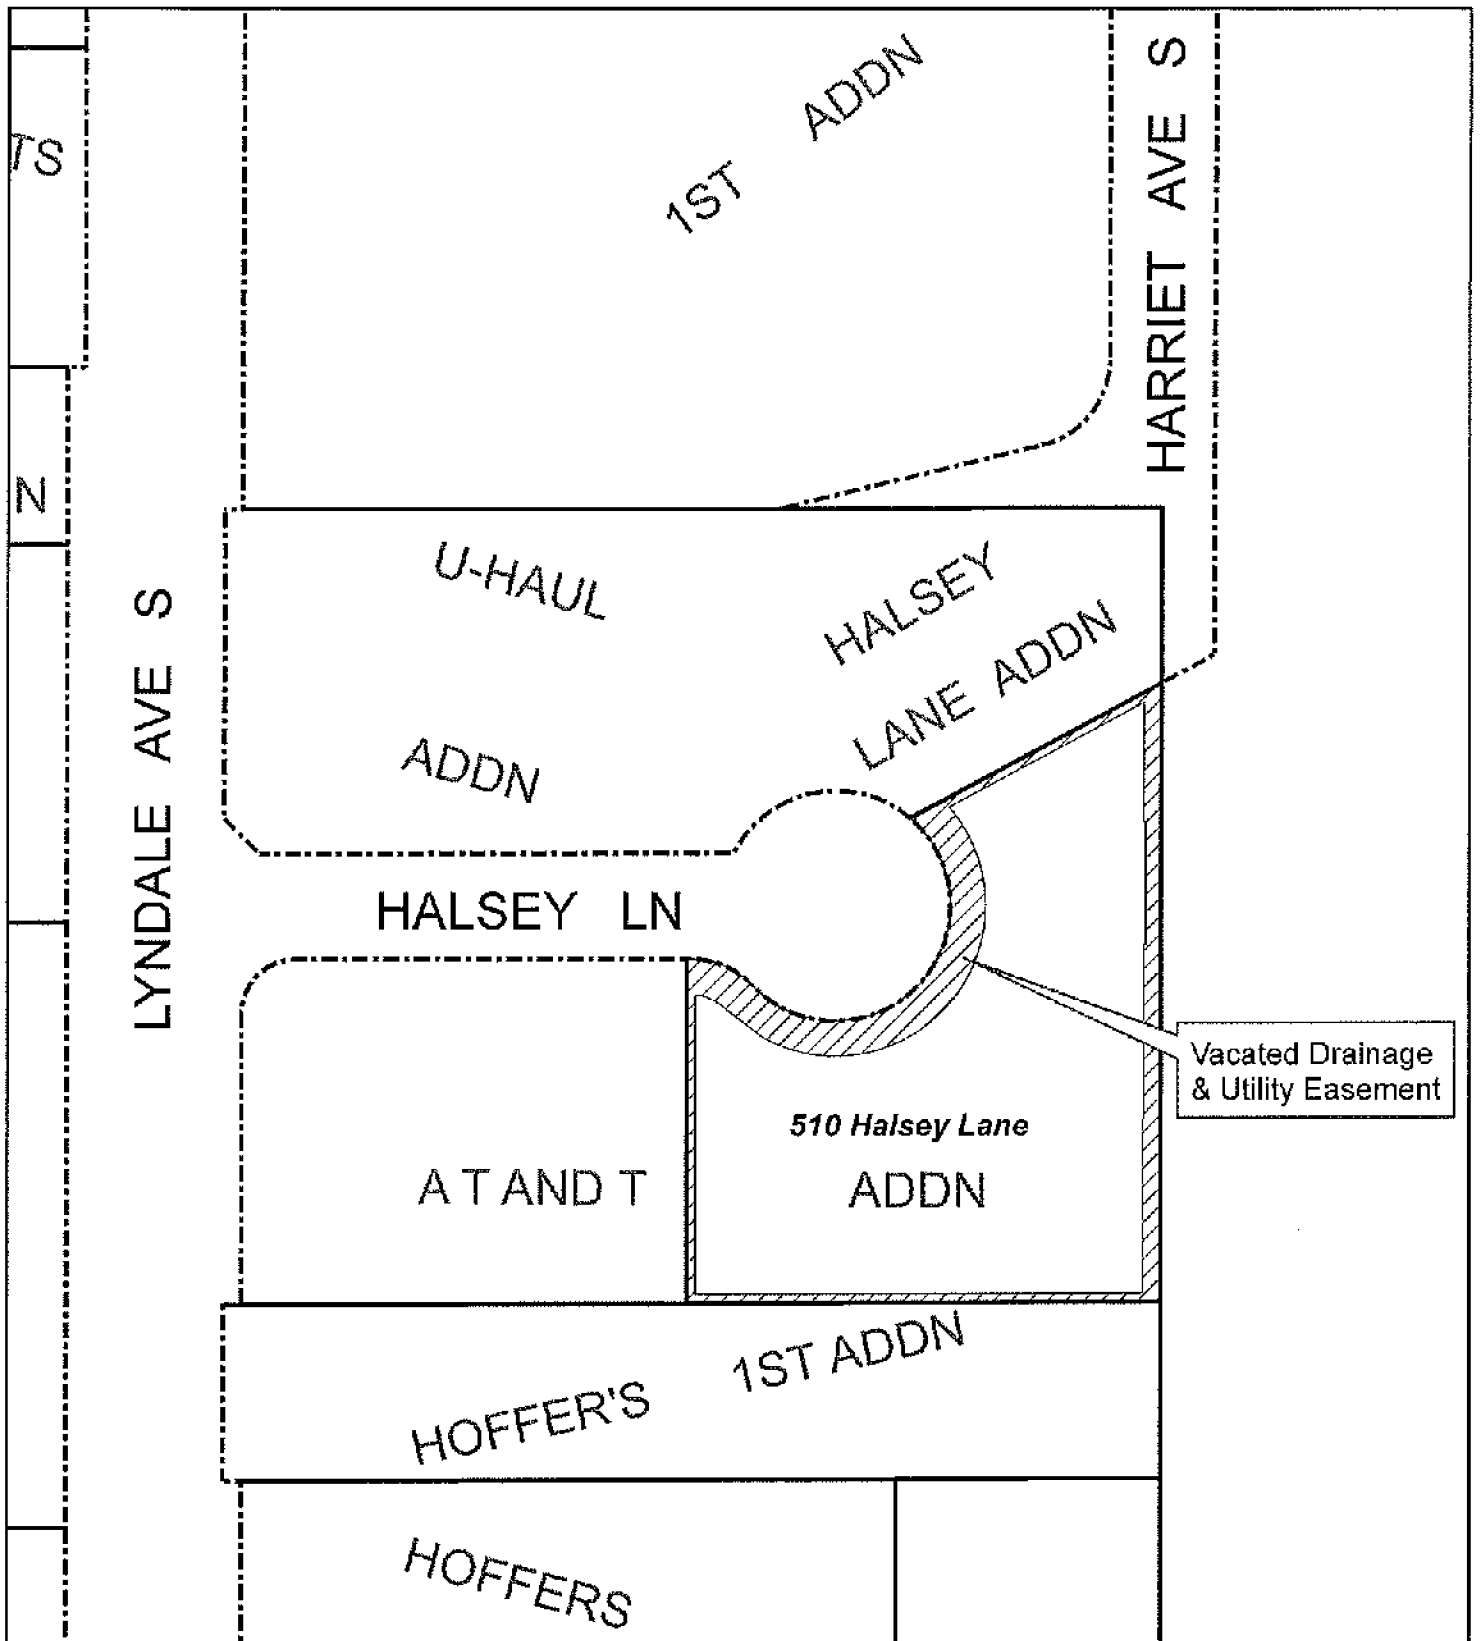 TS
1ST ADDN
HARRIET AVE S
N
U-HAUL
ADDN
HALSEY
LANE ADDN
LYNDALE AVE S
HALSEY LN
Vacated Drainage
& Utility Easement
510 Halsey Lane
A T AND T
ADDN
HOFFER'S 1ST ADDN
HOFFERS